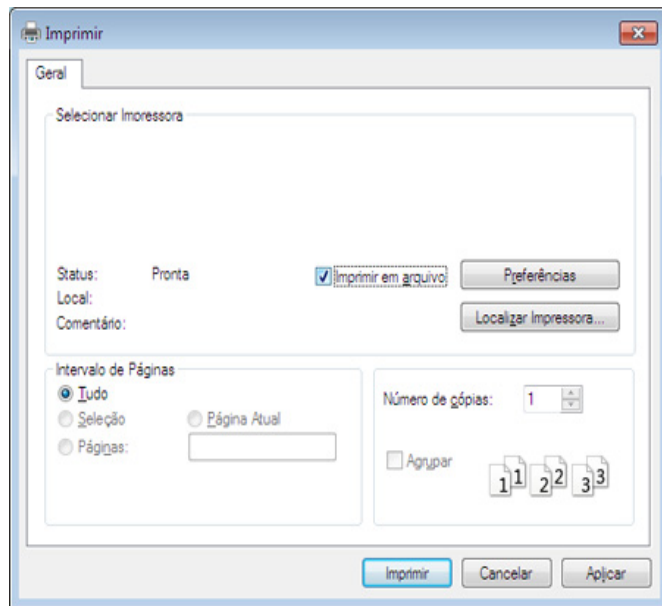 Imprimir
Geral
Selecionar Impressora
Status: Pronta
Imprimir em arquivo
Preferências
Local:
Localizar Impressora...
Comentário:
Intervalo de Páginas
Tudo
Seleção
Página Atual
Páginas:
Número de cópias: 1
Agrupar
1 1 2 2 3 3
Imprimir
Cancelar
Aplicar